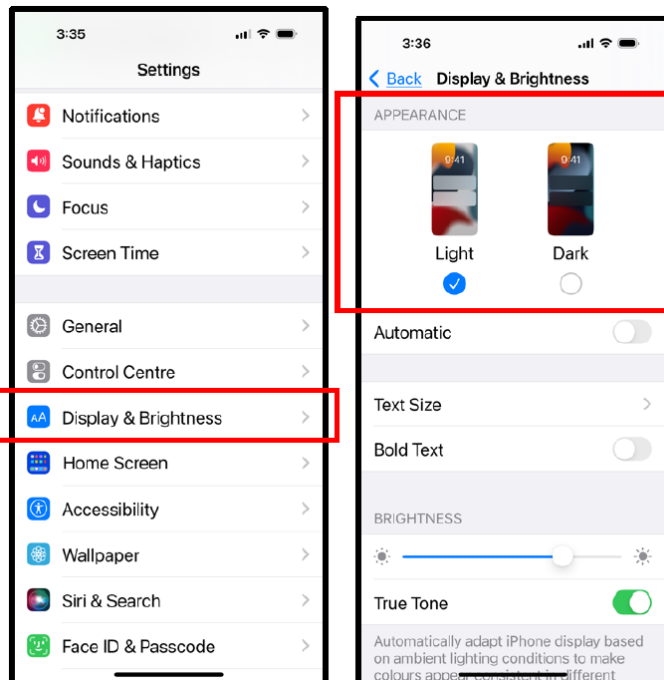 3:35
Settings
Notifications
Sounds & Haptics
Focus
Screen Time
General
Control Centre
AA Display & Brightness
Home Screen
Accessibility
Wallpaper
Siri & Search
Face ID & Passcode
3:36
Back Display & Brightness
APPEARANCE
9:41 9:41
Light Dark
Automatic
Text Size
Bold Text
BRIGHTNESS
True Tone
Automatically adapt iPhone display based
on ambient lighting conditions to make
colours appear consistent in different